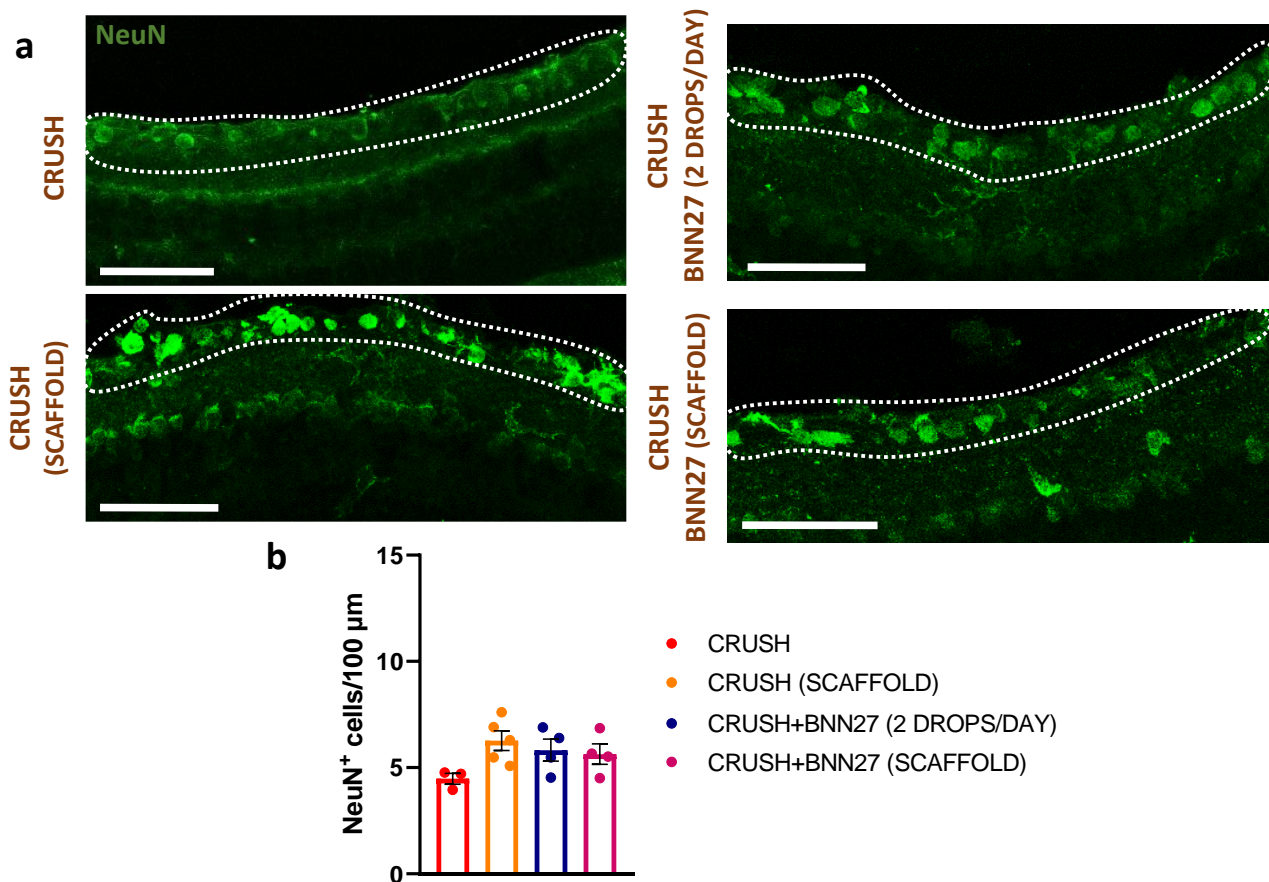 a
NeuN
CRUSH
CRUSH
BNN27 (2 DROPS/DAY)
CRUSH
(SCAFFOLD)
CRUSH
BNN27 (SCAFFOLD)
b
NeuN⁺ cells/100 µm
15
10
5
0
CRUSH
CRUSH (SCAFFOLD)
CRUSH+BNN27 (2 DROPS/DAY)
CRUSH+BNN27 (SCAFFOLD)